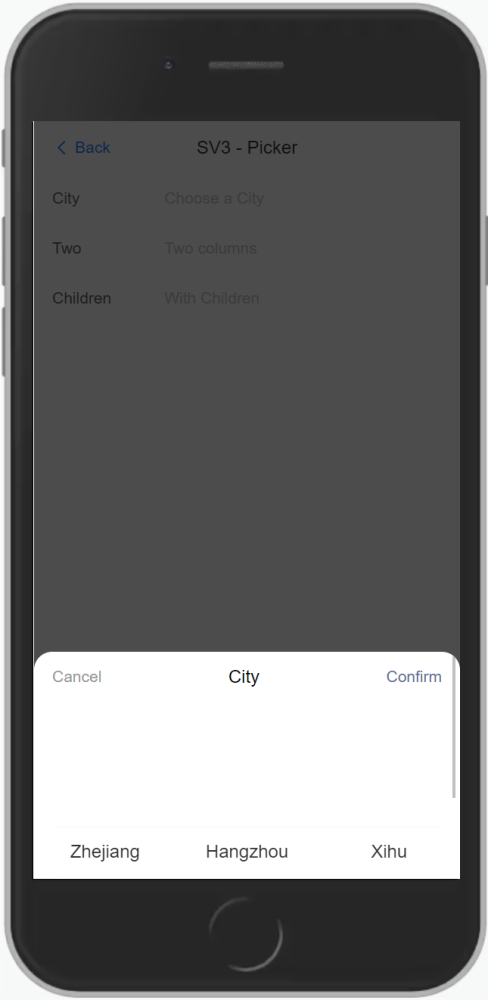 Back
SV3 - Picker
City
Choose a City
Two
Two columns
Children
With Children
Cancel
City
Confirm
Zhejiang
Hangzhou
Xihu